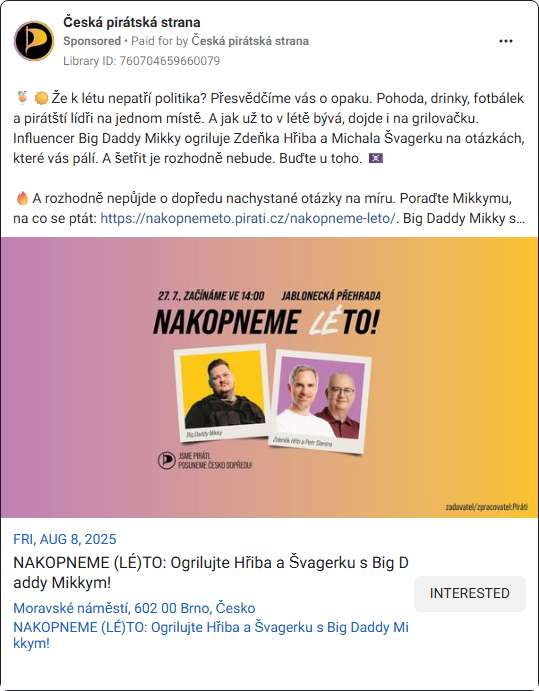 Česká pirátská strana
Sponsored • Paid for by Česká pirátská strana
Library ID: 760704659660079
🍹🌞Že k létu nepatří politika? Přesvědčíme vás o opaku. Pohoda, drinky, fotbálek
a pirátští lídři na jednom místě. A jak už to v létě bývá, dojde i na grilovačku.
Influencer Big Daddy Mikky ogriluje Zdeňka Hřiba a Michala Švagerku na otázkách,
které vás pálí. A šetřit je rozhodně nebude. Buďte u toho. 🏴‍☠️
🔥 A rozhodně nepůjde o dopředu nachystané otázky na míru. Poraďte Mikkymu,
na co se ptát: https://nakopnemeto.pirati.cz/nakopneme-leto/. Big Daddy Mikky s…
27. 7., ZAČÍNÁME VE 14:00 JABLONECKÁ PŘEHRADA
NAKOPNEME LÉTO!
Big Daddy Mikky
Zdeněk Hřib a Petr Slanina
JSME PIRÁTI.
POSUNEME ČESKO DOPŘEDU!
zadavatel/zpracovatel:Piráti
FRI, AUG 8, 2025
NAKOPNEME (LÉ)TO: Ogrilujte Hřiba a Švagerku s Big D
addy Mikkym!
INTERESTED
Moravské náměstí, 602 00 Brno, Česko
NAKOPNEME (LÉ)TO: Ogrilujte Hřiba a Švagerku s Big Daddy Mi
kkym!